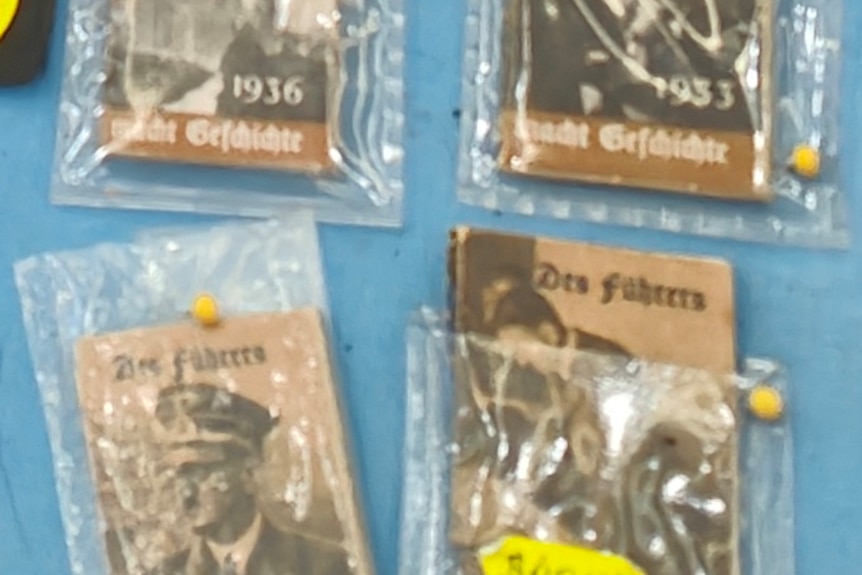 1936
macht Geschichte
1933
macht Geschichte
Des Führers
Des Führers